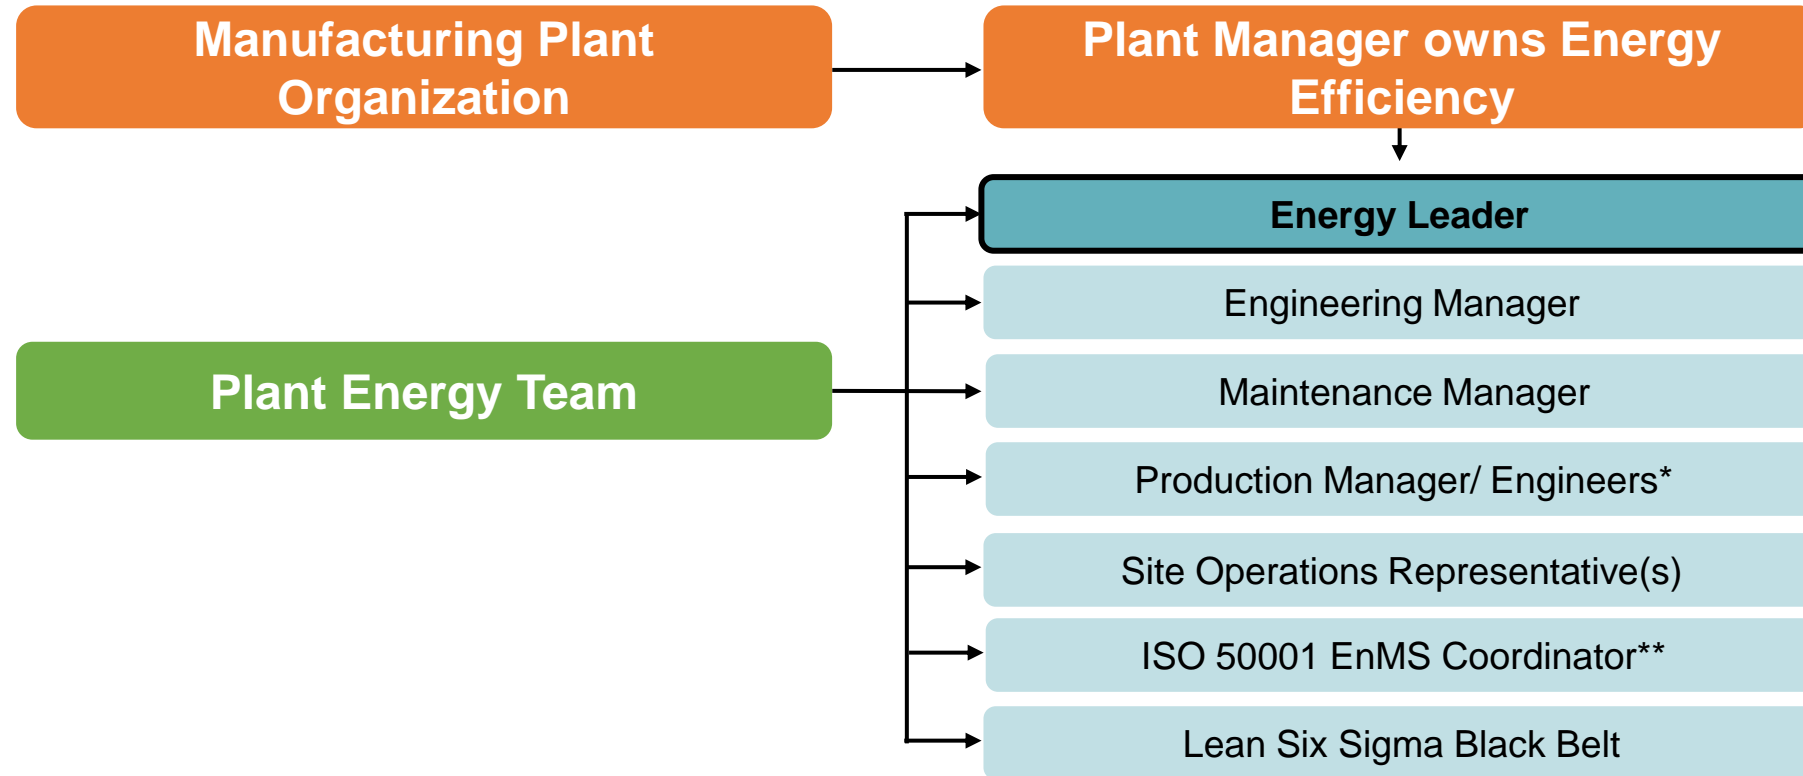 Manufacturing Plant
Organization
Plant Manager owns Energy
Efficiency
Energy Leader
Engineering Manager
Plant Energy Team
Maintenance Manager
Production Manager/ Engineers*
Site Operations Representative(s)
ISO 50001 EnMS Coordinator**
Lean Six Sigma Black Belt